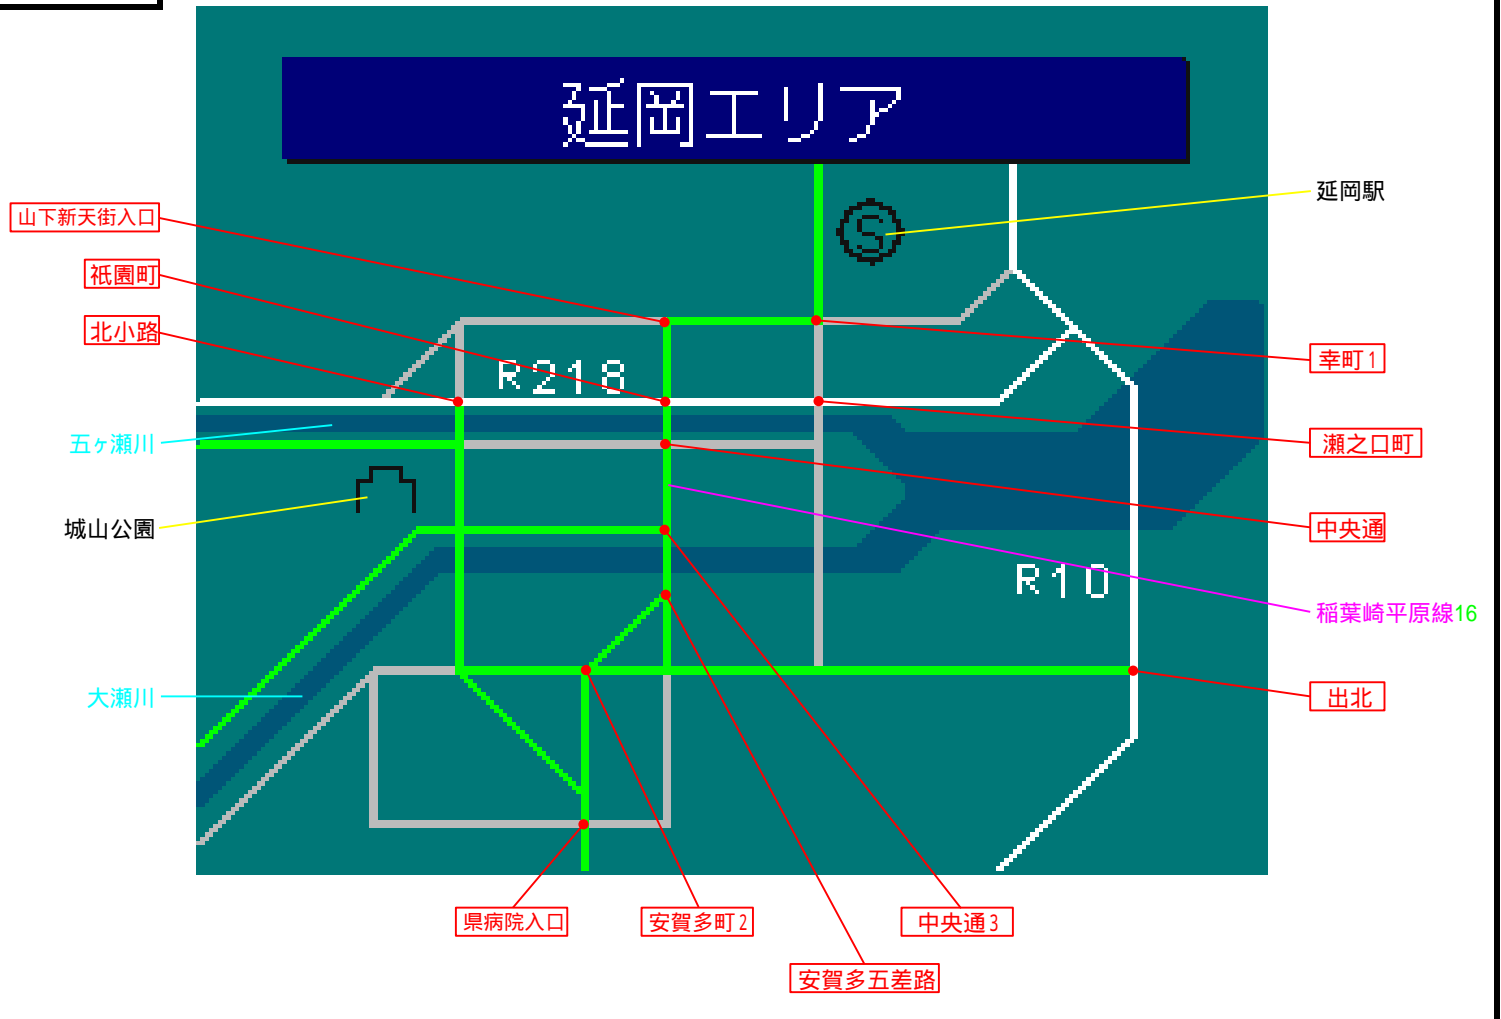 延岡エリア
延岡駅
山下新天街入口
祇園町
北小路
S
R218
幸町1
五ヶ瀬川
瀬之口町
城山公園
中央通
R10
稲葉崎平原線16
大瀬川
出北
県病院入口
安賀多町2
中央通3
安賀多五差路